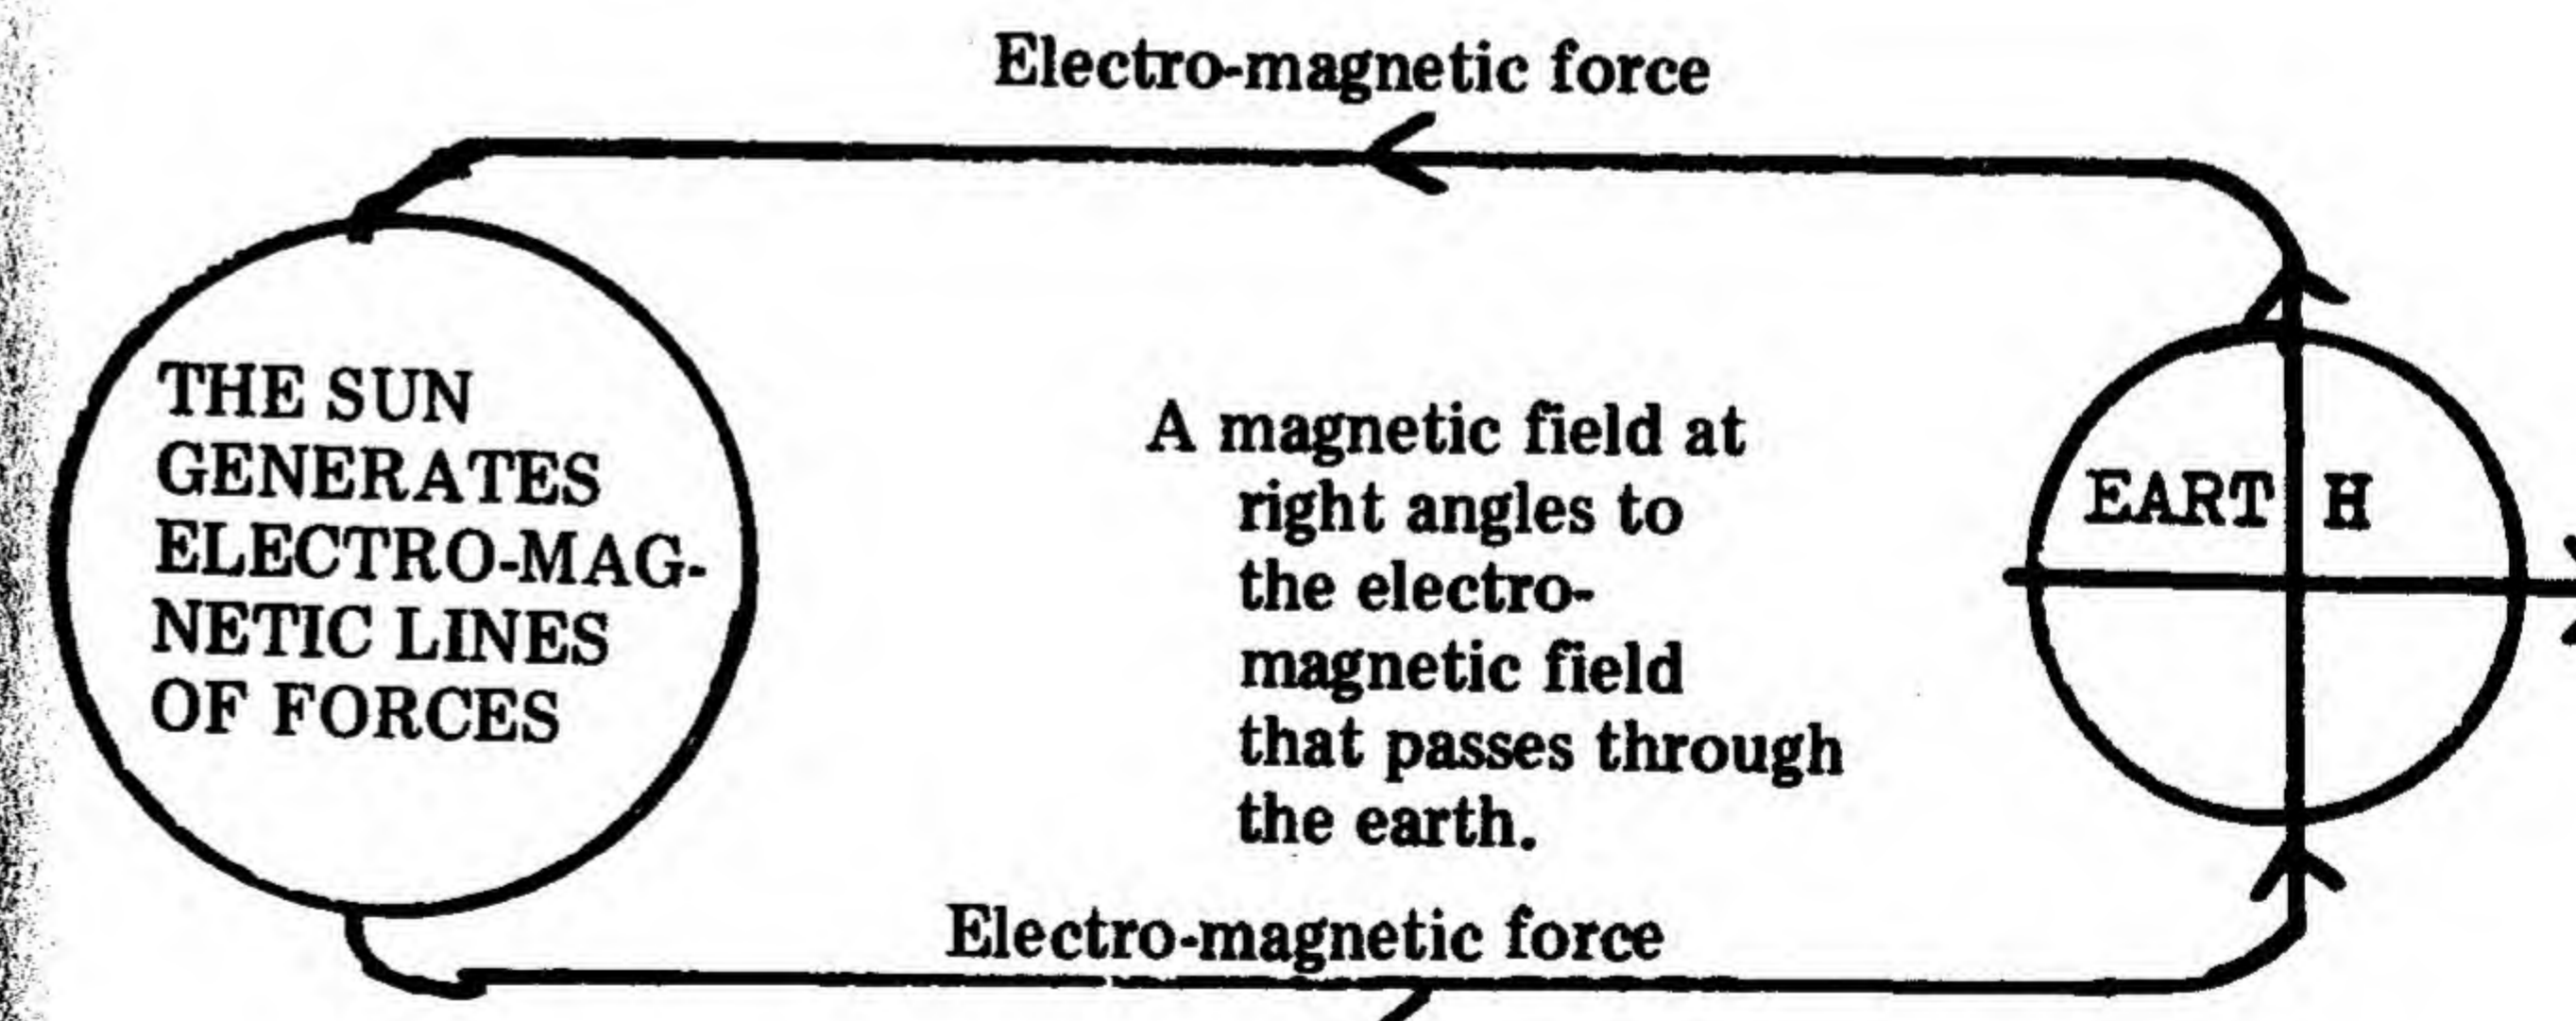 Electro-magnetic force
THE SUN
GENERATES
ELECTRO-MAG-
NETIC LINES
OF FORCES
A magnetic field at
right angles to
the electro-
magnetic field
that passes through
the earth.
EARTH
Electro-magnetic force